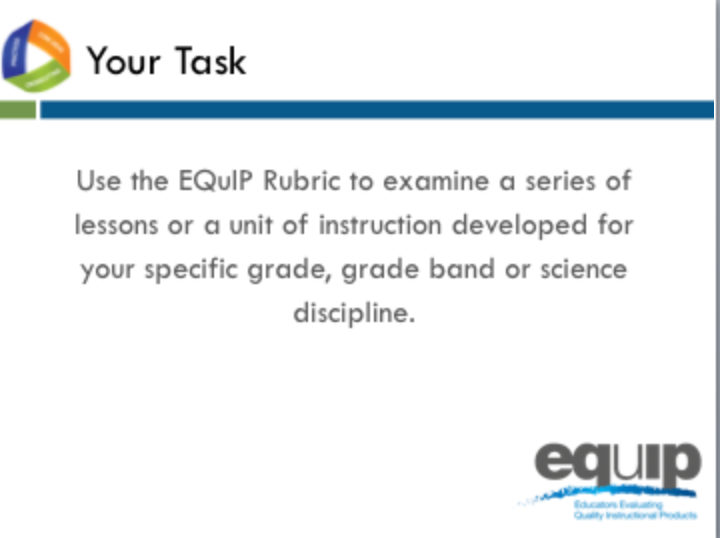 Your Task
Use the EQuIP Rubric to examine a series of
lessons or a unit of instruction developed for
your specific grade, grade band or science
discipline.
equip
Educators Evaluating
Quality Instructional Products